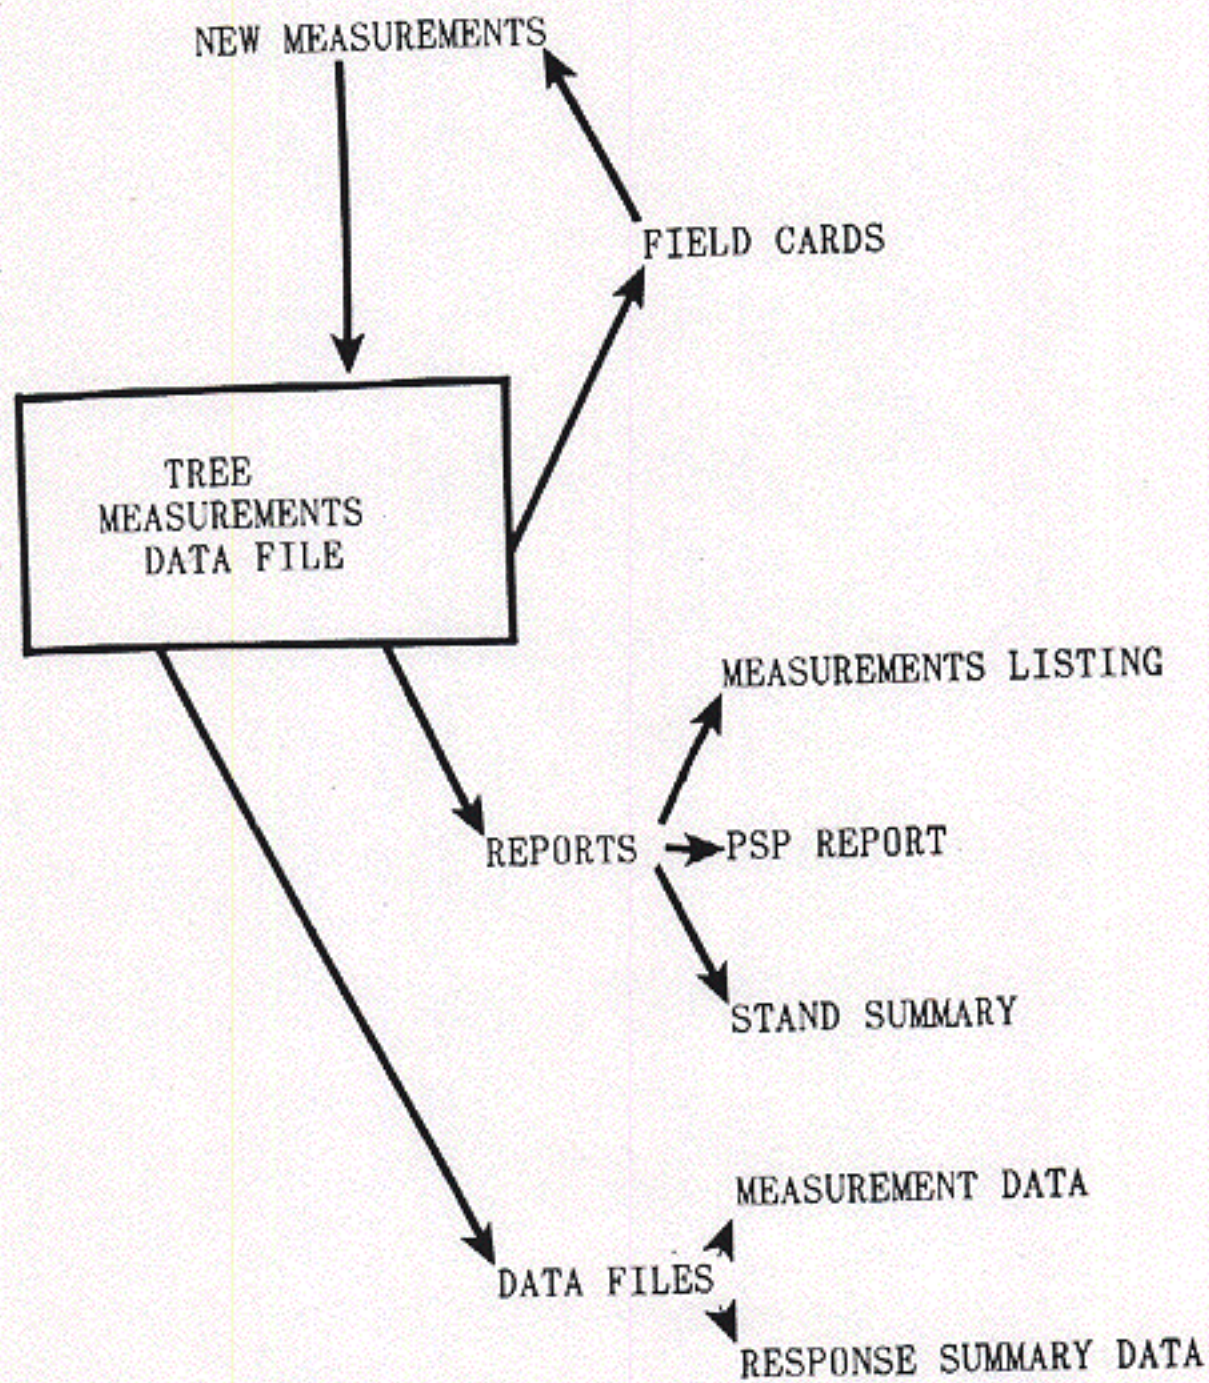 NEW MEASUREMENTS
FIELD CARDS
TREE
MEASUREMENTS
DATA FILE
MEASUREMENTS LISTING
REPORTS
PSP REPORT
STAND SUMMARY
MEASUREMENT DATA
DATA FILES
RESPONSE SUMMARY DATA